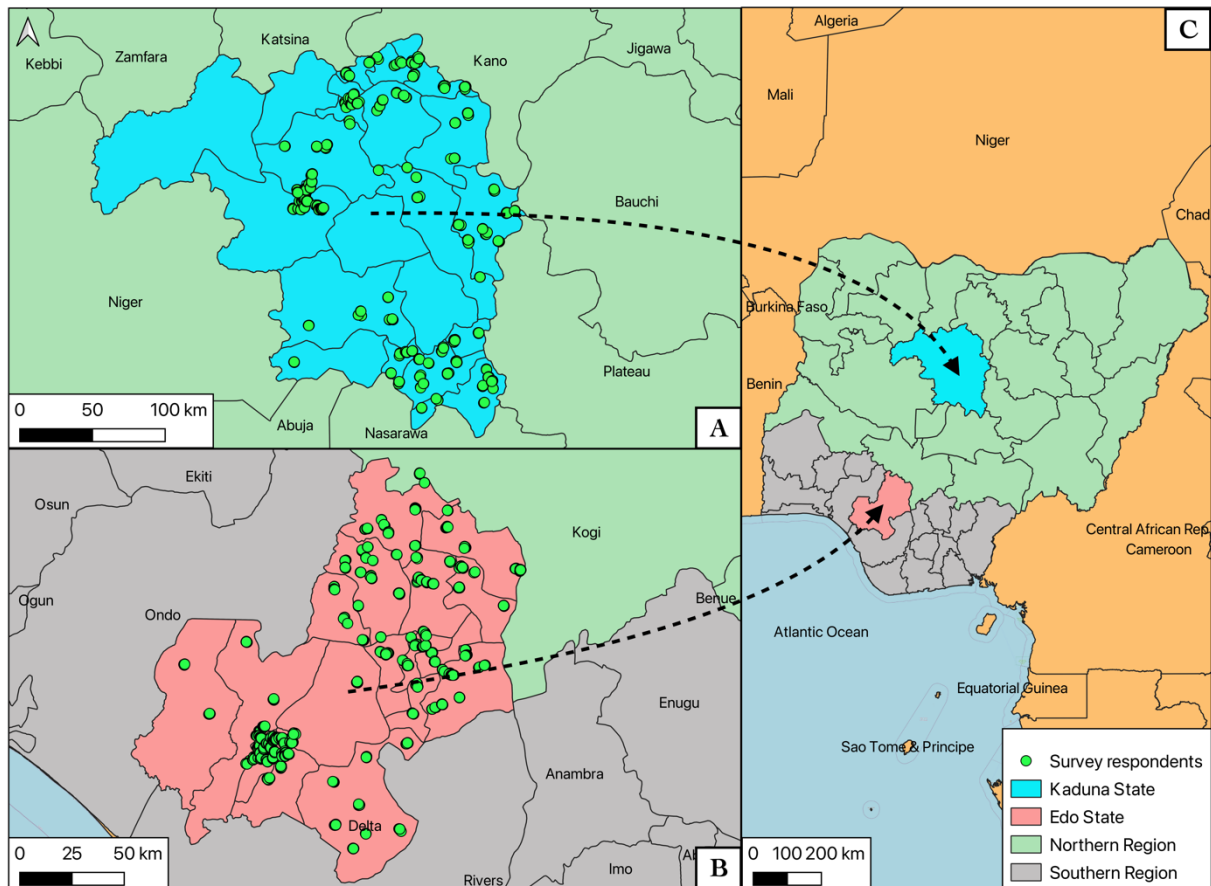 Katsina
Zamfara
Kebbi
Kano
Jigawa
Bauchi
Niger
Plateau
Abuja
Nasarawa
0 50 100 km
A
Ekiti
Osun
Kogi
Ogun
Ondo
Benue
Enugu
Anambra
Delta
Imo
Ab
Rivers
0 25 50 km
B
C
Algeria
Mali
Niger
Chad
Burkina Faso
Benin
Central African Rep
Cameroon
Atlantic Ocean
Equatorial Guinea
Sao Tome & Principe
Survey respondents
Kaduna State
Edo State
Northern Region
Southern Region
0 100 200 km